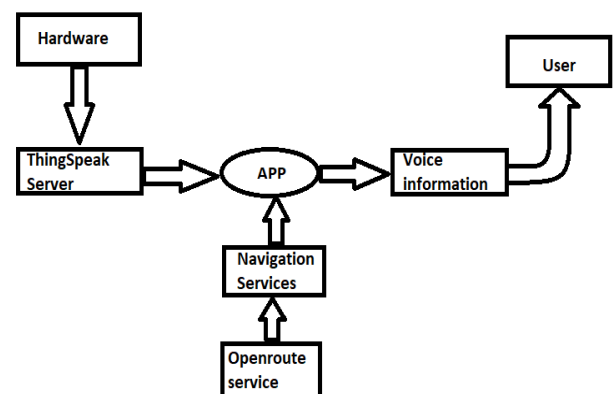 Hardware
User
ThingSpeak
Server
APP
Voice
information
Navigation
Services
Openroute
service